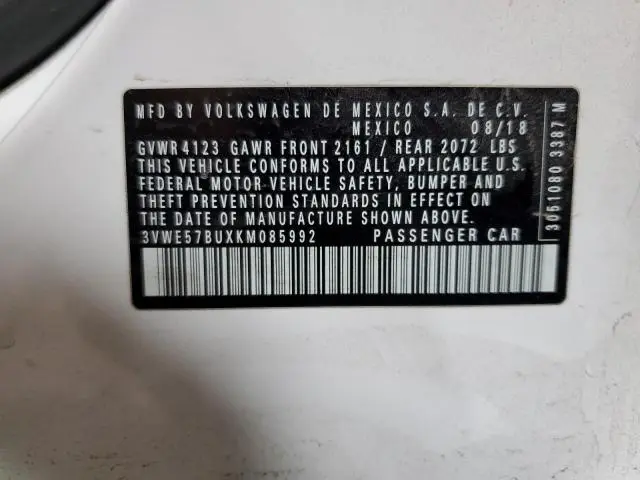 MFD BY VOLKSWAGEN DE MEXICO S.A. DE C.V.
MEXICO 08/18
GVWR 4123 GAWR FRONT 2161 / REAR 2072 LBS
THIS VEHICLE CONFORMS TO ALL APPLICABLE U.S.
FEDERAL MOTOR VEHICLE SAFETY, BUMPER AND
THEFT PREVENTION STANDARDS IN EFFECT ON
THE DATE OF MANUFACTURE SHOWN ABOVE.
3VWE57BUXKM085992 PASSENGER CAR
3051080 3387 M